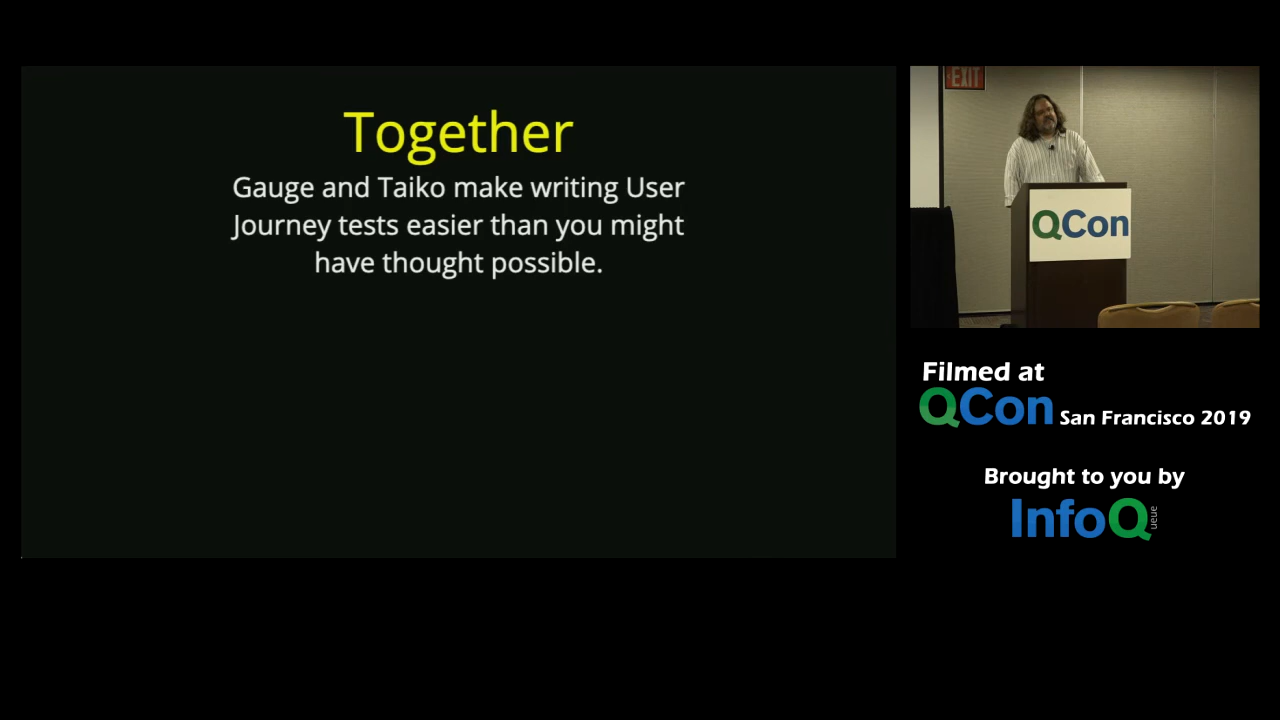 Together
Gauge and Taiko make writing User
Journey tests easier than you might
have thought possible.
EXIT
QCon
Filmed at
QCon San Francisco 2019
Brought to you by
InfoQ
ueue